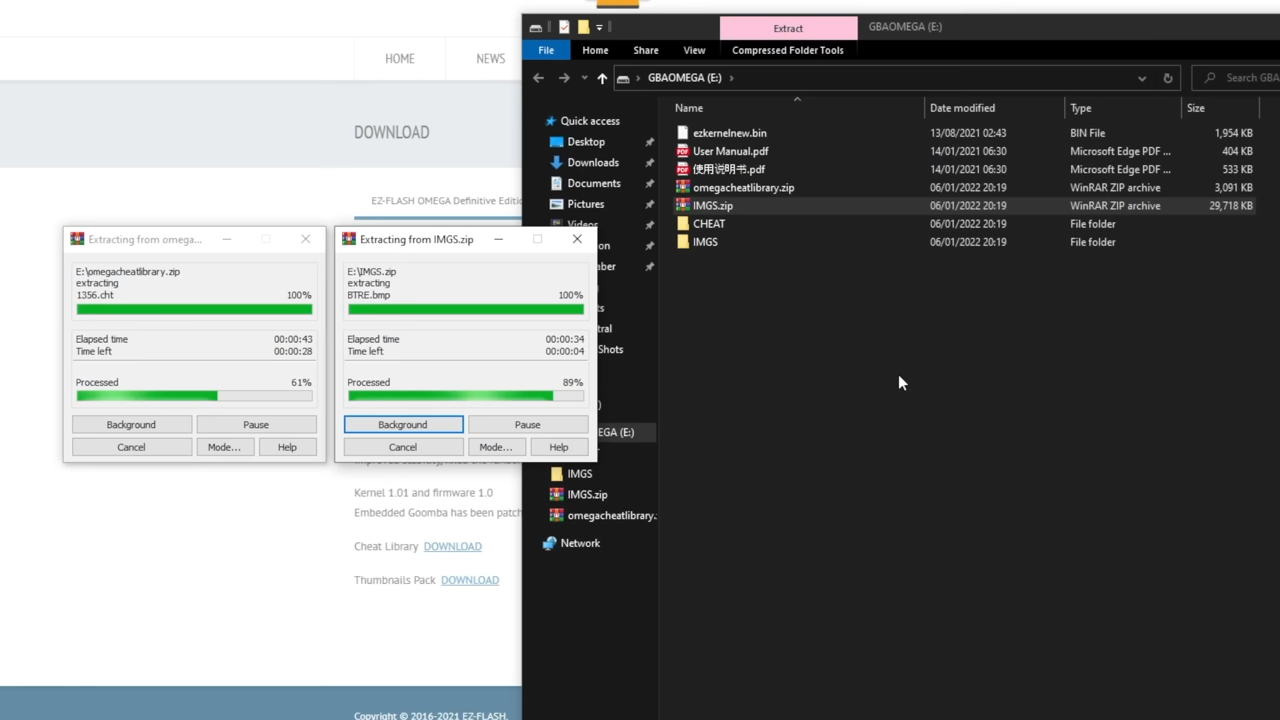 HOME
NEWS
DOWNLOAD
EZ-FLASH OMEGA Definitive Editio
Kernel 1.01 and firmware 1.0
Embedded Goomba has been patch
Cheat Library DOWNLOAD
Thumbnails Pack DOWNLOAD
Copyright © 2016-2021 EZ-FLASH.
Extracting from omega...
E:\omegacheatlibrary.zip
extracting
1356.cht 100%
Elapsed time 00:00:43
Time left 00:00:28
Processed 61%
Background Pause
Cancel Mode... Help
Extracting from IMGS.zip
E:\IMGS.zip
extracting
BTRE.bmp 100%
Elapsed time 00:00:34
Time left 00:00:04
Processed 89%
Background Pause
Cancel Mode... Help
Extract GBAOMEGA (E:)
File Home Share View Compressed Folder Tools
GBAOMEGA (E:)
Search GBA
Quick access
Desktop
Downloads
Documents
Pictures
Videos
on
aber
ts
tral
Shots
)
EGA (E:)
IMGS
IMGS.zip
omegacheatlibrary.:
Network
Name Date modified Type Size
ezkernelnew.bin 13/08/2021 02:43 BIN File 1,954 KB
User Manual.pdf 14/01/2021 06:30 Microsoft Edge PDF ... 404 KB
使用说明书.pdf 14/01/2021 06:30 Microsoft Edge PDF ... 533 KB
omegacheatlibrary.zip 06/01/2022 20:19 WinRAR ZIP archive 3,091 KB
IMGS.zip 06/01/2022 20:19 WinRAR ZIP archive 29,718 KB
CHEAT 06/01/2022 20:19 File folder
IMGS 06/01/2022 20:19 File folder